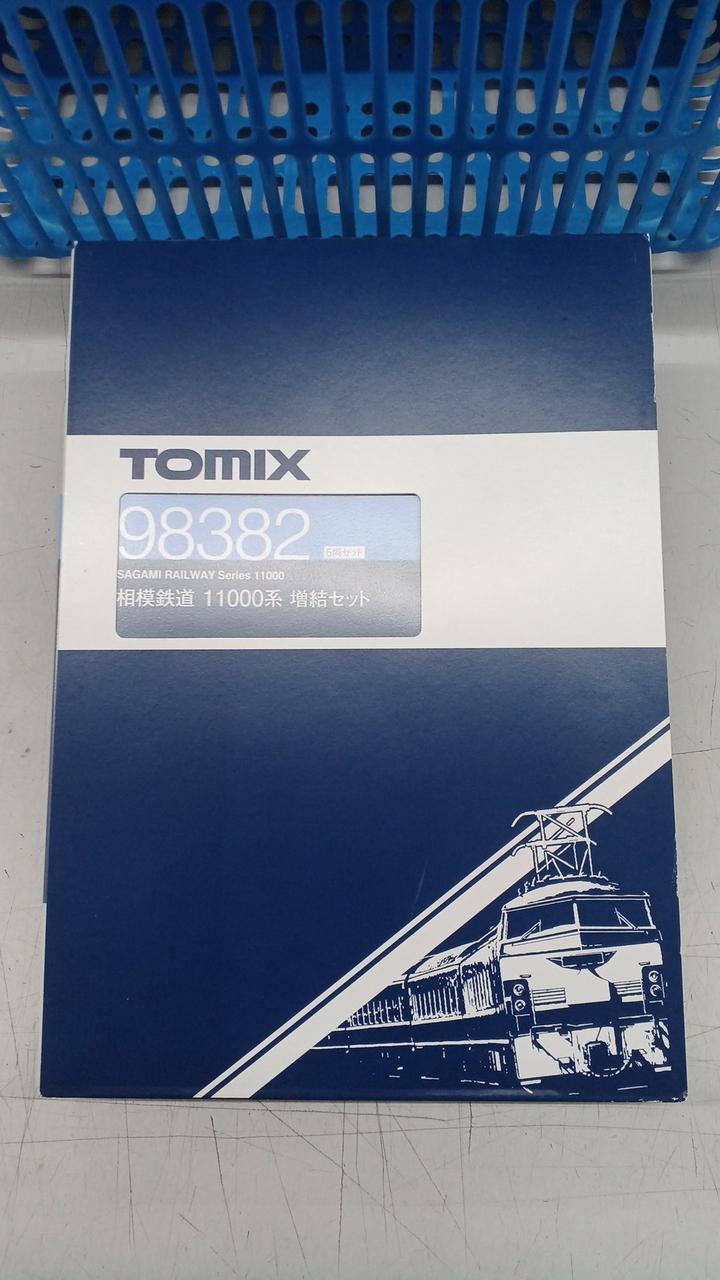 TOMIX
98382 6両セット
SAGAMI RAILWAY Series 11000
相模鉄道 11000系 増結セット